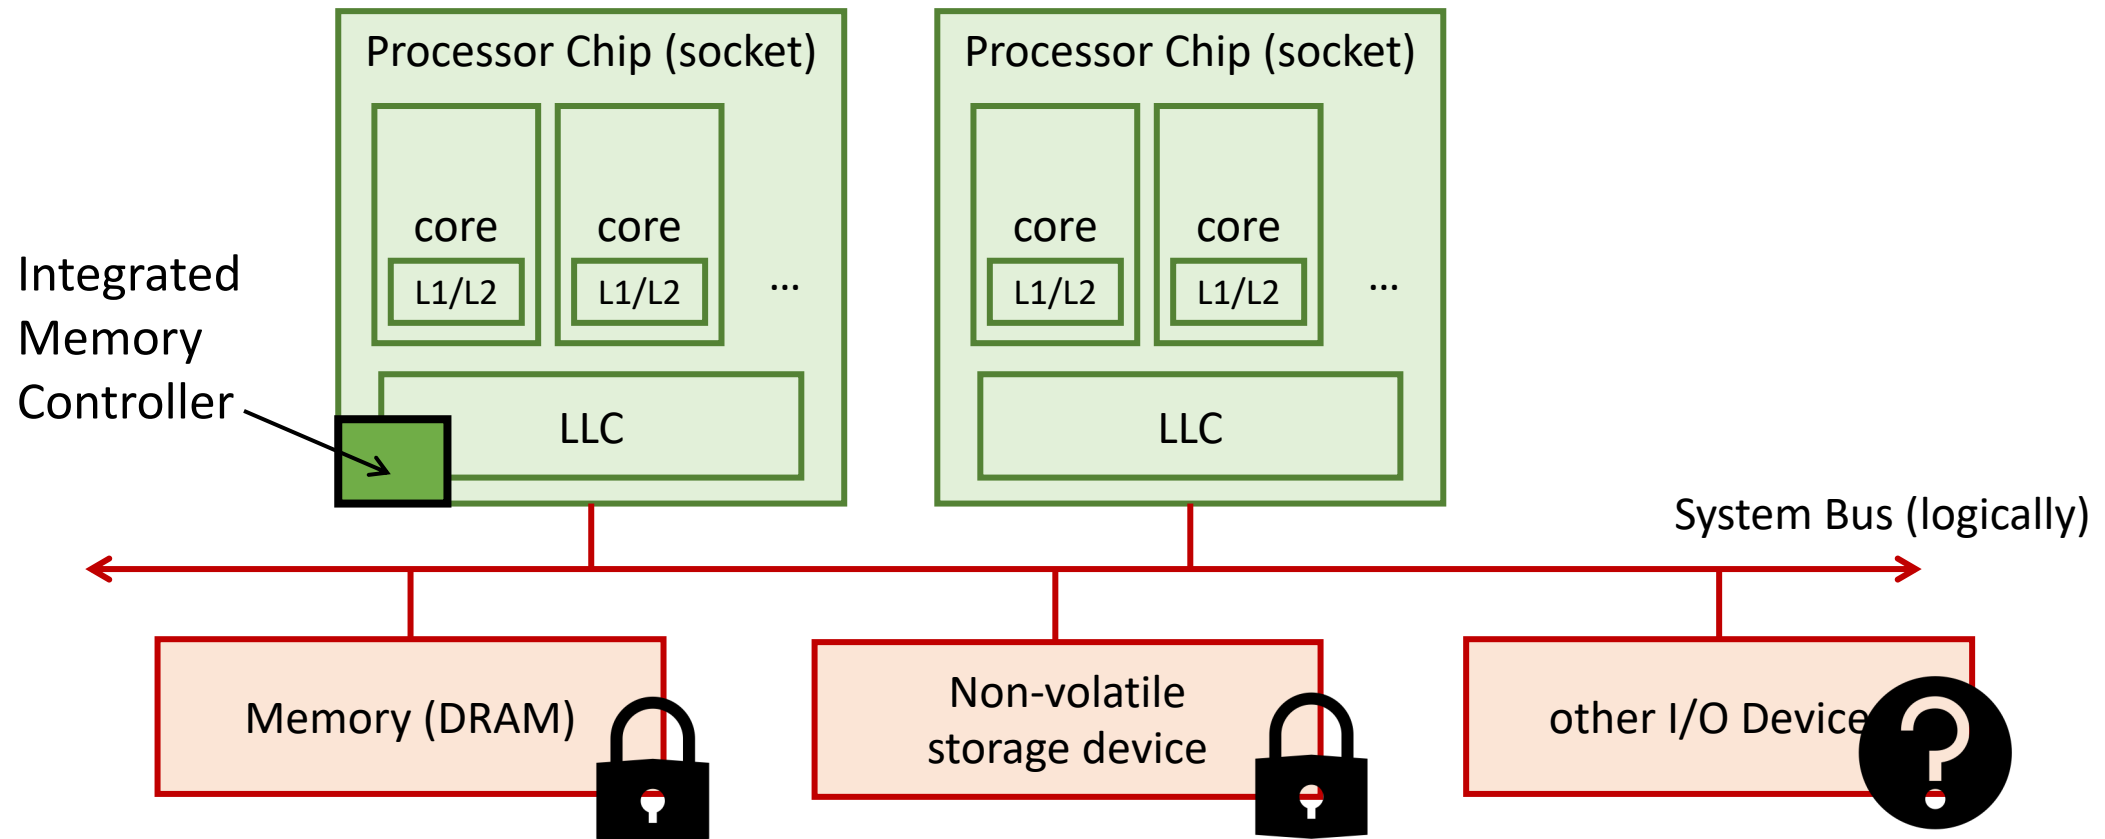 Processor Chip (socket)
core
L1/L2
core
L1/L2
...
LLC
Processor Chip (socket)
core
L1/L2
core
L1/L2
...
LLC
Integrated
Memory
Controller
System Bus (logically)
Memory (DRAM)
Non-volatile
storage device
other I/O Device
?